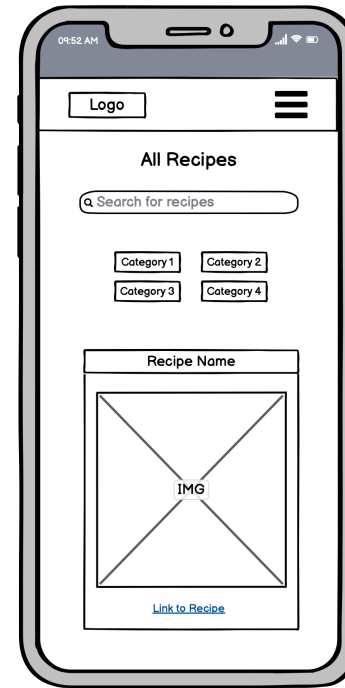 09:52 AM
Logo
All Recipes
Search for recipes
Category 1 Category 2
Category 3 Category 4
Recipe Name
IMG
Link to Recipe